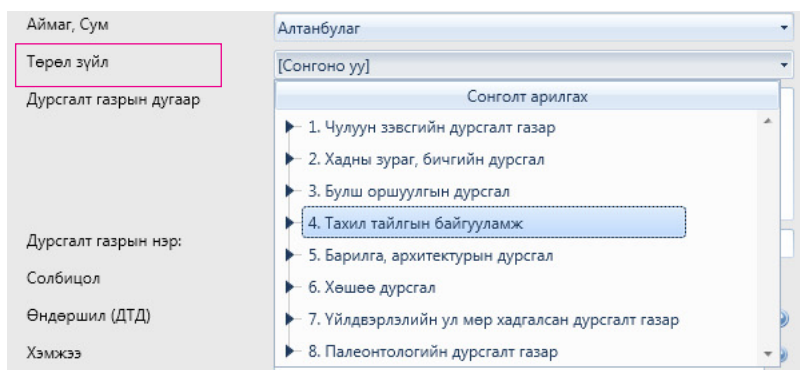 Аймаг, Сум
Алтанбулаг
Төрөл зүйл
[Сонгоно уу]
Дурсгалт газрын дугаар
Сонголт арилгах
1. Чулуун зэвсгийн дурсгалт газар
2. Хадны зураг, бичгийн дурсгал
3. Булш оршуулгын дурсгал
4. Тахил тайлгын байгууламж
Дурсгалт газрын нэр:
5. Барилга, архитектурын дурсгал
Солбицол
6. Хөшөө дурсгал
Өндөршил (ДТД)
7. Үйлдвэрлэлийн ул мөр хадгалсан дурсгалт газар
Хэмжээ
8. Палеонтологийн дурсгалт газар